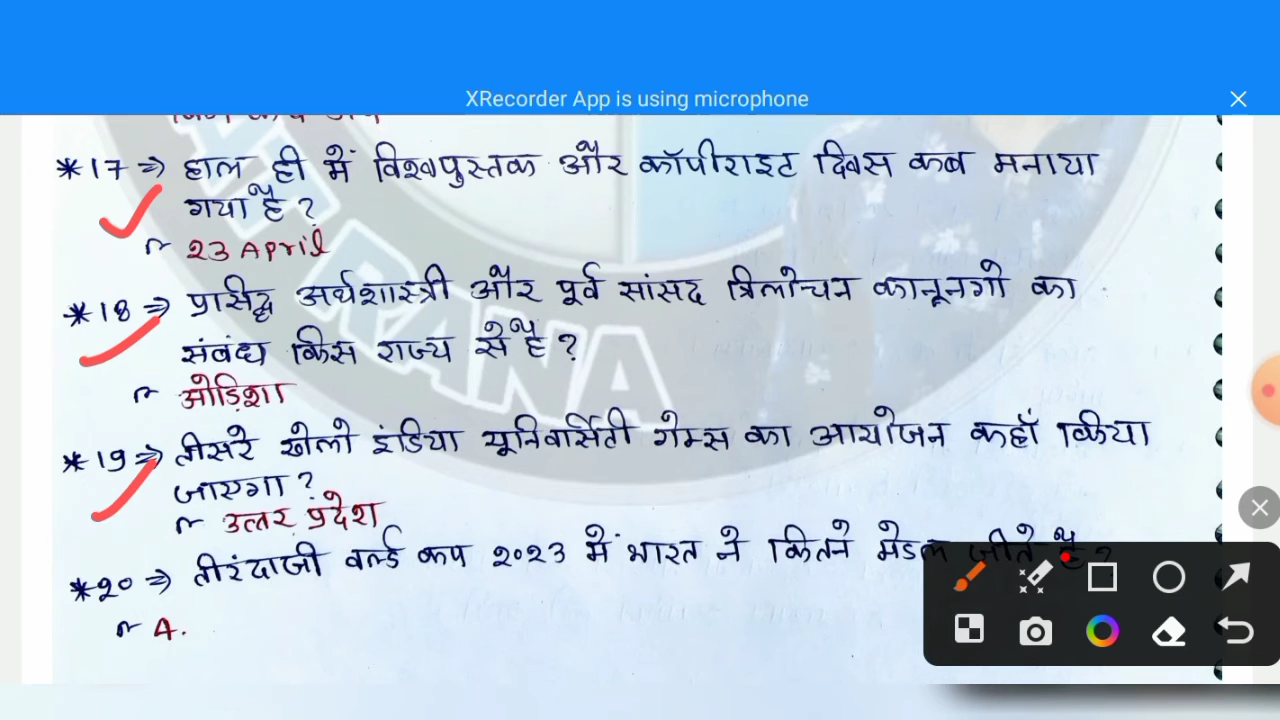 XRecorder App is using microphone
*17 ⇒ हाल ही में विश्वपुस्तक और कॉपीराइट दिवस कब मनाया
गया है?
23 April
*18 ⇒ प्रसिद्ध अर्थशास्त्री और पूर्व सांसद त्रिलोचन कानूनगो का
संबंध किस राज्य से है?
ओडिशा
*19 ⇒ तीसरे खेलो इंडिया यूनिवर्सिटी गेम्स का आयोजन कहाँ किया
जाएगा?
उत्तर प्रदेश
*20 ⇒ तीरंदाजी वर्ल्ड कप 2023 में भारत ने कितने मेडल जीते है?
4.
RANA